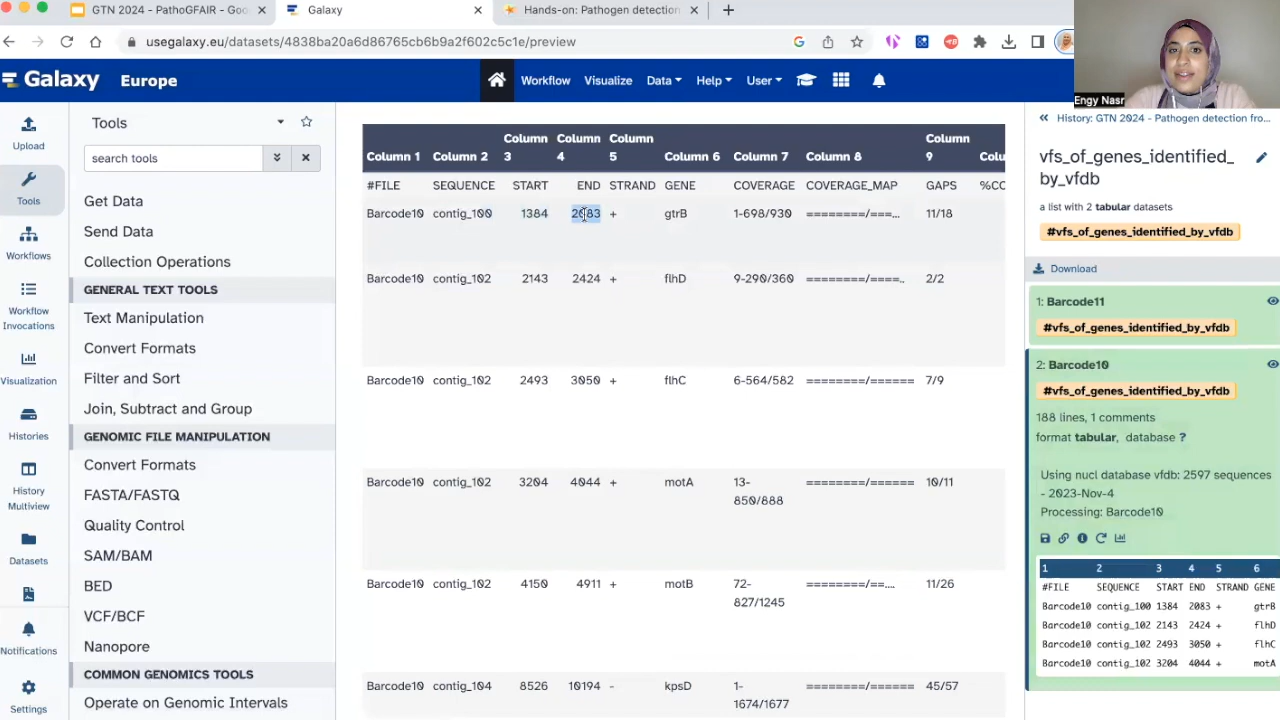 GTN 2024 - PathoGFAIR - Goo
Galaxy
Hands-on: Pathogen detection
usegalaxy.eu/datasets/4838ba20a6d86765cb6b9a2f602c5c1e/preview
Galaxy Europe
Workflow Visualize Data Help User
Engy Nasr
Upload
Tools
Workflows
Workflow
Invocations
Visualization
Histories
History
Multiview
Datasets
Notifications
Settings
Tools
search tools
Get Data
Send Data
Collection Operations
GENERAL TEXT TOOLS
Text Manipulation
Convert Formats
Filter and Sort
Join, Subtract and Group
GENOMIC FILE MANIPULATION
Convert Formats
FASTA/FASTQ
Quality Control
SAM/BAM
BED
VCF/BCF
Nanopore
COMMON GENOMICS TOOLS
Operate on Genomic Intervals
Column 1 Column 2 Column 3 Column 4 Column 5 Column 6 Column 7 Column 8 Column 9 Colu
#FILE SEQUENCE START END STRAND GENE COVERAGE COVERAGE_MAP GAPS %CO
Barcode10 contig_100 1384 2083 + gtrB 1-698/930 ========/===... 11/18
Barcode10 contig_102 2143 2424 + flhD 9-290/360 ========/====.. 2/2
Barcode10 contig_102 2493 3050 + flhC 6-564/582 ========/====== 7/9
Barcode10 contig_102 3204 4044 + motA 13-850/888 ========/====== 10/11
Barcode10 contig_102 4150 4911 + motB 72-827/1245 ========/==.... 11/26
Barcode10 contig_104 8526 10194 - kpsD 1-1674/1677 ========/====== 45/57
History: GTN 2024 - Pathogen detection fro...
vfs_of_genes_identified_
by_vfdb
a list with 2 tabular datasets
#vfs_of_genes_identified_by_vfdb
Download
1: Barcode11
#vfs_of_genes_identified_by_vfdb
2: Barcode10
#vfs_of_genes_identified_by_vfdb
188 lines, 1 comments
format tabular, database ?
Using nucl database vfdb: 2597 sequences
- 2023-Nov-4
Processing: Barcode10
1 2 3 4 5 6
#FILE SEQUENCE START END STRAND GENE
Barcode10 contig_100 1384 2083 + gtrB
Barcode10 contig_102 2143 2424 + flhD
Barcode10 contig_102 2493 3050 + flhC
Barcode10 contig_102 3204 4044 + motA